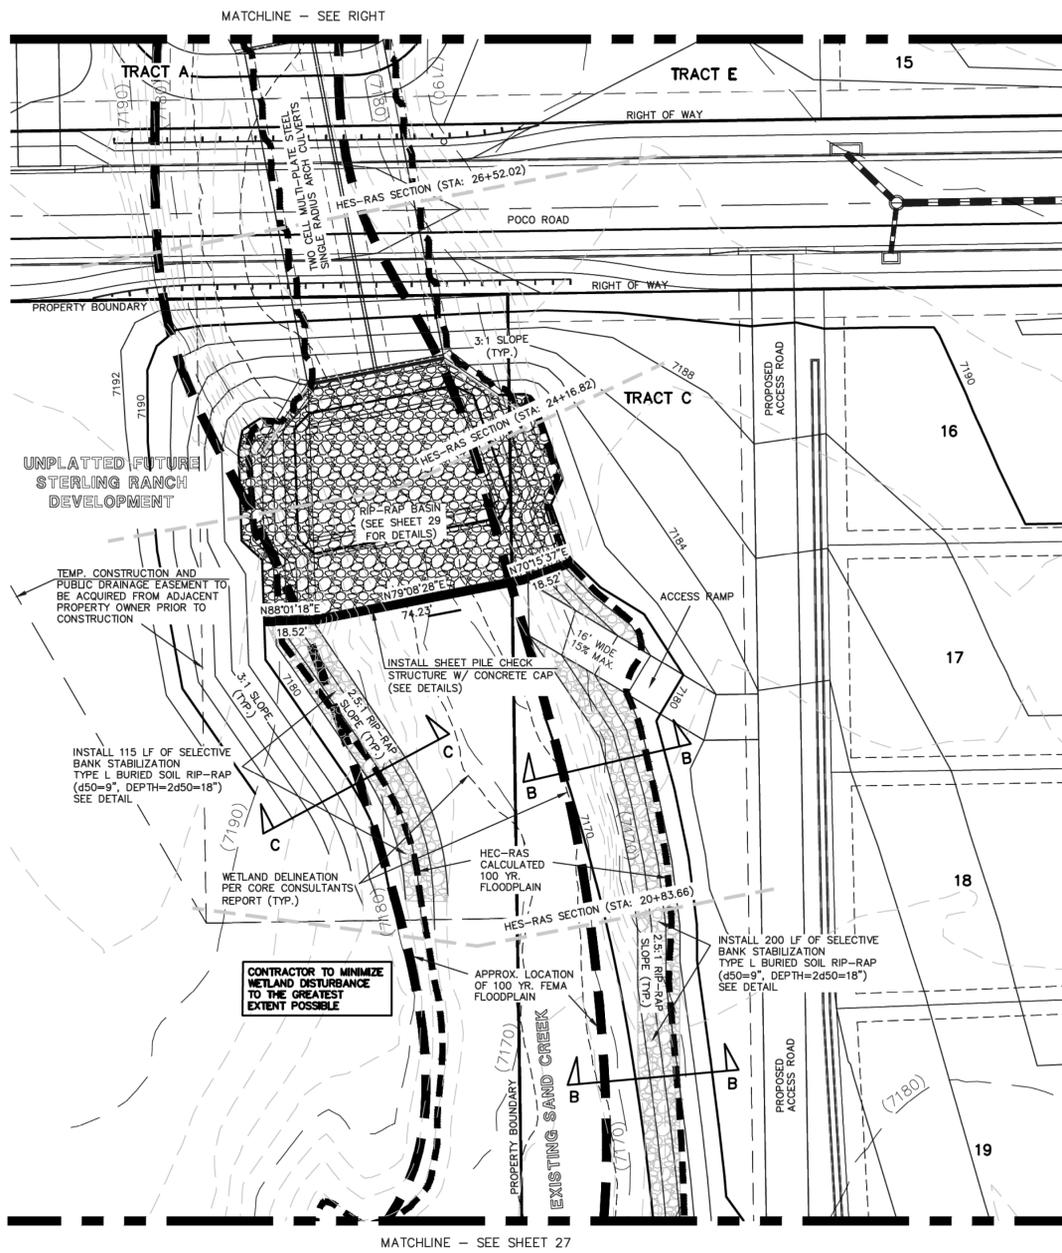 MATCHLINE – SEE RIGHT
TRACT A
TRACT E
15
(7190)
(7180)
(7180)
(7190)
RIGHT OF WAY
TWO CELL MULTI-PLATE STEEL
SINGLE RADIUS ARCH CULVERTS
HES-RAS SECTION (STA: 26+52.02)
POCO ROAD
RIGHT OF WAY
PROPERTY BOUNDARY
3:1 SLOPE
(TYP.)
7192
7190
7188
7190
HES-RAS SECTION (STA: 24+16.82)
TRACT C
PROPOSED
ACCESS ROAD
16
UNPLATTED FUTURE
STERLING RANCH
DEVELOPMENT
RIP-RAP BASIN
(SEE SHEET 29
FOR DETAILS)
7184
TEMP. CONSTRUCTION AND
PUBLIC DRAINAGE EASEMENT TO
BE ACQUIRED FROM ADJACENT
PROPERTY OWNER PRIOR TO
CONSTRUCTION
N88°01'18"E
18.52'
N79°08'28"E
74.23'
N70°15'37"E
18.52'
ACCESS RAMP
16' WIDE
15% MAX.
17
INSTALL SHEET PILE CHECK
STRUCTURE W/ CONCRETE CAP
(SEE DETAILS)
3:1 SLOPE
(TYP.)
7180
2.5:1 RIP-RAP
SLOPE (TYP.)
7180
C
C
B
B
INSTALL 115 LF OF SELECTIVE
BANK STABILIZATION
TYPE L BURIED SOIL RIP-RAP
(d50=9", DEPTH=2d50=18")
SEE DETAIL
(7190)
7170
(7170)
HEC-RAS
CALCULATED
100 YR.
FLOODPLAIN
WETLAND DELINEATION
PER CORE CONSULTANTS
REPORT (TYP.)
(7180)
18
HES-RAS SECTION (STA: 20+83.66)
INSTALL 200 LF OF SELECTIVE
BANK STABILIZATION
TYPE L BURIED SOIL RIP-RAP
(d50=9", DEPTH=2d50=18")
SEE DETAIL
2.5:1 RIP-RAP
SLOPE (TYP.)
CONTRACTOR TO MINIMIZE
WETLAND DISTURBANCE
TO THE GREATEST
EXTENT POSSIBLE
APPROX. LOCATION
OF 100 YR. FEMA
FLOODPLAIN
(7170)
EXISTING SAND CREEK
PROPERTY BOUNDARY
B
B
PROPOSED
ACCESS ROAD
(7180)
(7170)
19
MATCHLINE – SEE SHEET 27